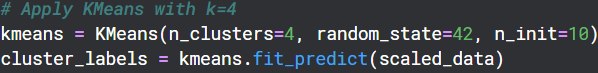 # Apply KMeans with k=4
kmeans = KMeans(n_clusters=4, random_state=42, n_init=10)
cluster_labels = kmeans.fit_predict(scaled_data)